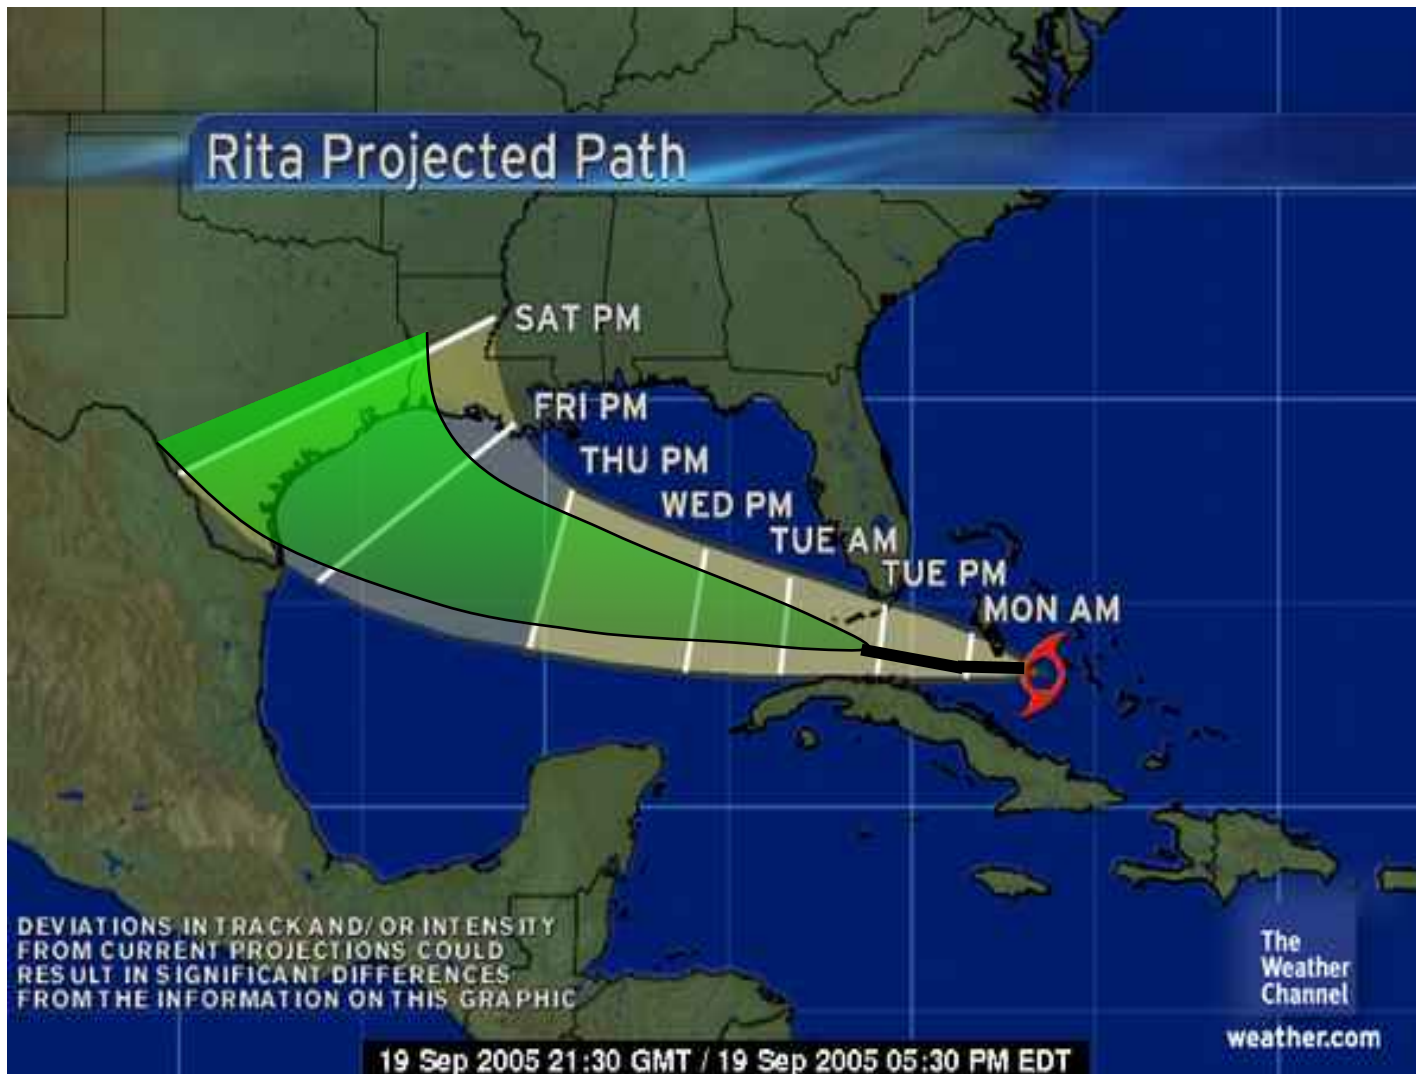 Rita Projected Path
SAT PM
FRI PM
THU PM
WED PM
TUE AM
TUE PM
MON AM
DEVIATIONS IN TRACK AND/OR INTENSITY
FROM CURRENT PROJECTIONS COULD
RESULT IN SIGNIFICANT DIFFERENCES
FROM THE INFORMATION ON THIS GRAPHIC
The
Weather
Channel
weather.com
19 Sep 2005 21:30 GMT / 19 Sep 2005 05:30 PM EDT